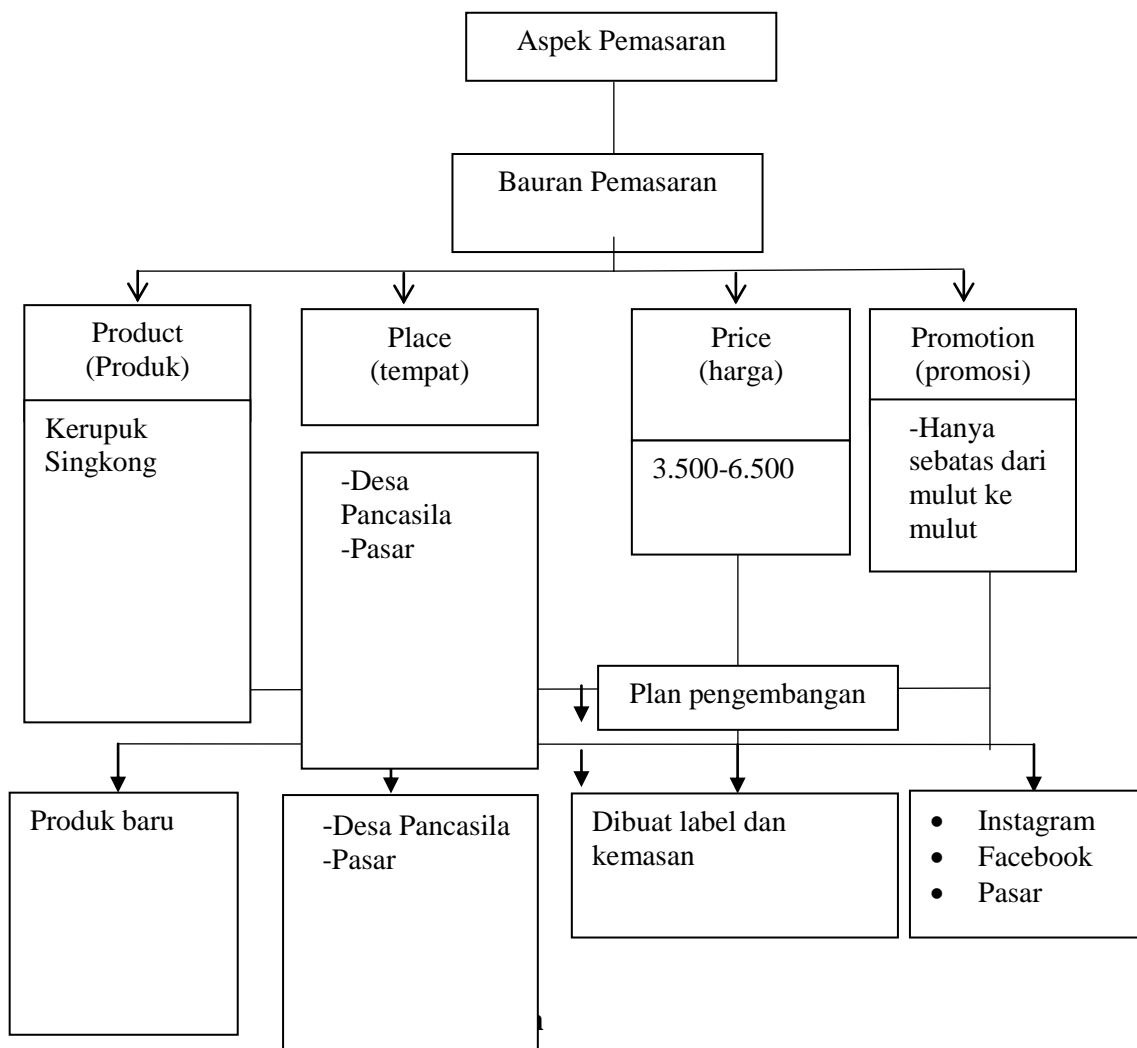 Aspek Pemasaran
Bauran Pemasaran
Product
(Produk)
Place
(tempat)
Price
(harga)
Promotion
(promosi)
Kerupuk
Singkong
-Desa
Pancasila
-Pasar
3.500-6.500
-Hanya
sebatas dari
mulut ke
mulut
Plan pengembangan
Produk baru
-Desa Pancasila
-Pasar
Dibuat label dan
kemasan
• Instagram
• Facebook
• Pasar